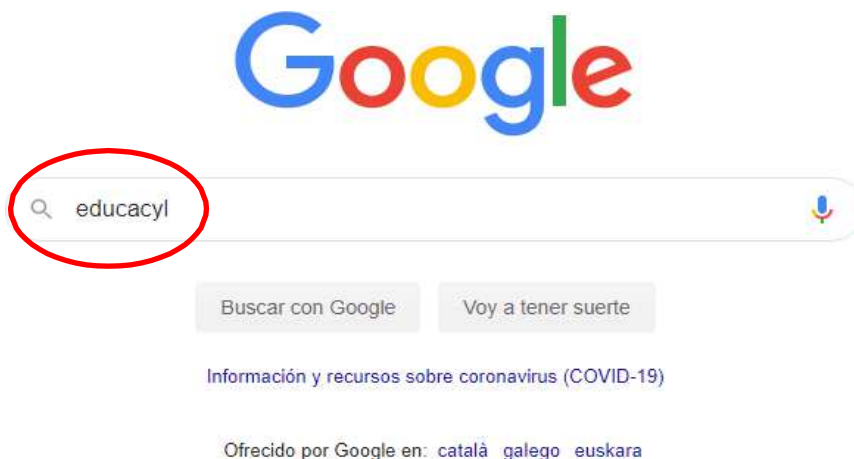 Google
educacyl
Buscar con Google Voy a tener suerte
Información y recursos sobre coronavirus (COVID-19)
Ofrecido por Google en: català galego euskara